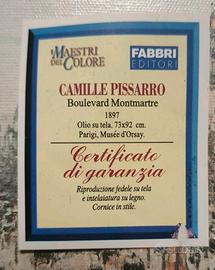 I MAESTRI
DEL COLORE
FABBRI
EDITORI
CAMILLE PISSARRO
Boulevard Montmartre
1897
Olio su tela, 73x92 cm.
Parigi, Musée d'Orsay.
Certificato
di garanzia
Riproduzione fedele su tela
e intelaiatura su legno.
Cornice in stile.